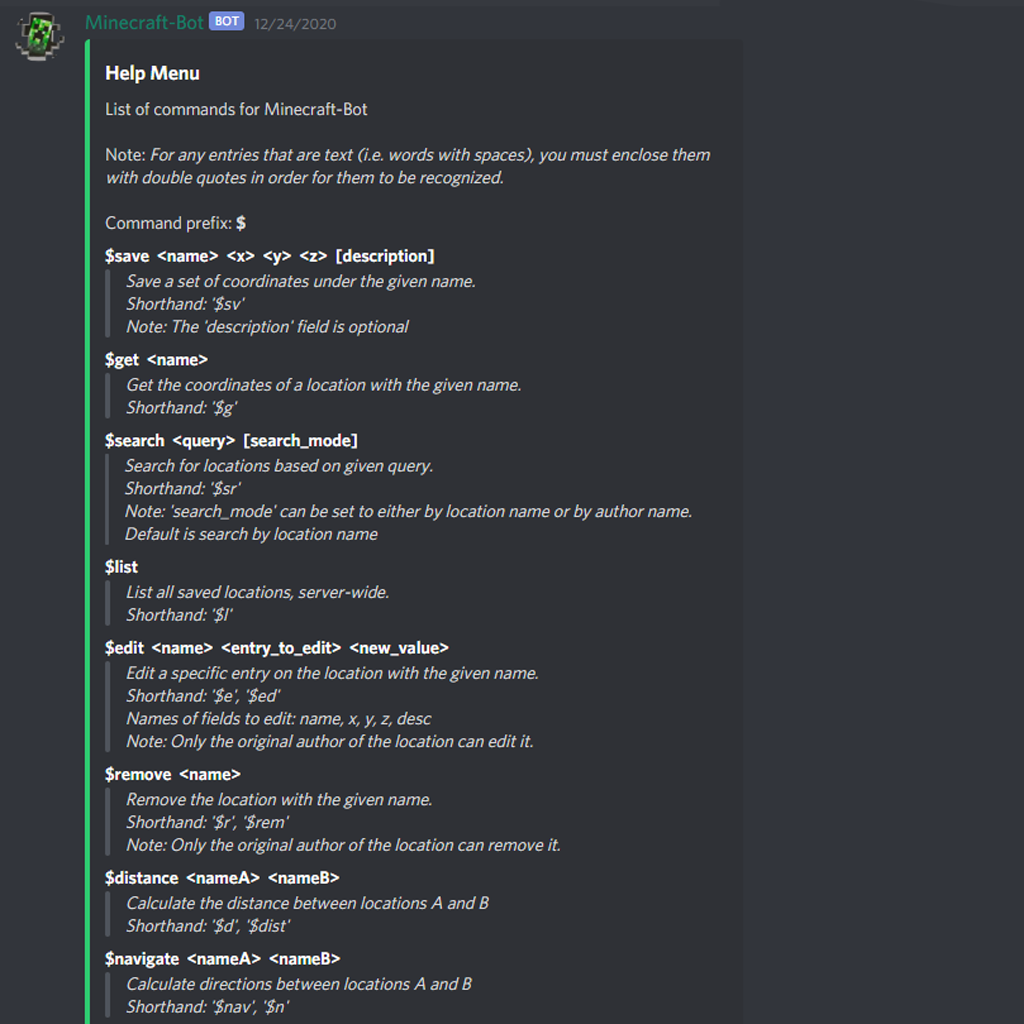 Minecraft-Bot BOT 12/24/2020
Help Menu
List of commands for Minecraft-Bot
Note: For any entries that are text (i.e. words with spaces), you must enclose them
with double quotes in order for them to be recognized.
Command prefix: $
$save <name> <x> <y> <z> [description]
Save a set of coordinates under the given name.
Shorthand: '$sv'
Note: The 'description' field is optional
$get <name>
Get the coordinates of a location with the given name.
Shorthand: '$g'
$search <query> [search_mode]
Search for locations based on given query.
Shorthand: '$sr'
Note: 'search_mode' can be set to either by location name or by author name.
Default is search by location name
$list
List all saved locations, server-wide.
Shorthand: '$l'
$edit <name> <entry_to_edit> <new_value>
Edit a specific entry on the location with the given name.
Shorthand: '$e', '$ed'
Names of fields to edit: name, x, y, z, desc
Note: Only the original author of the location can edit it.
$remove <name>
Remove the location with the given name.
Shorthand: '$r', '$rem'
Note: Only the original author of the location can remove it.
$distance <nameA> <nameB>
Calculate the distance between locations A and B
Shorthand: '$d', '$dist'
$navigate <nameA> <nameB>
Calculate directions between locations A and B
Shorthand: '$nav', '$n'